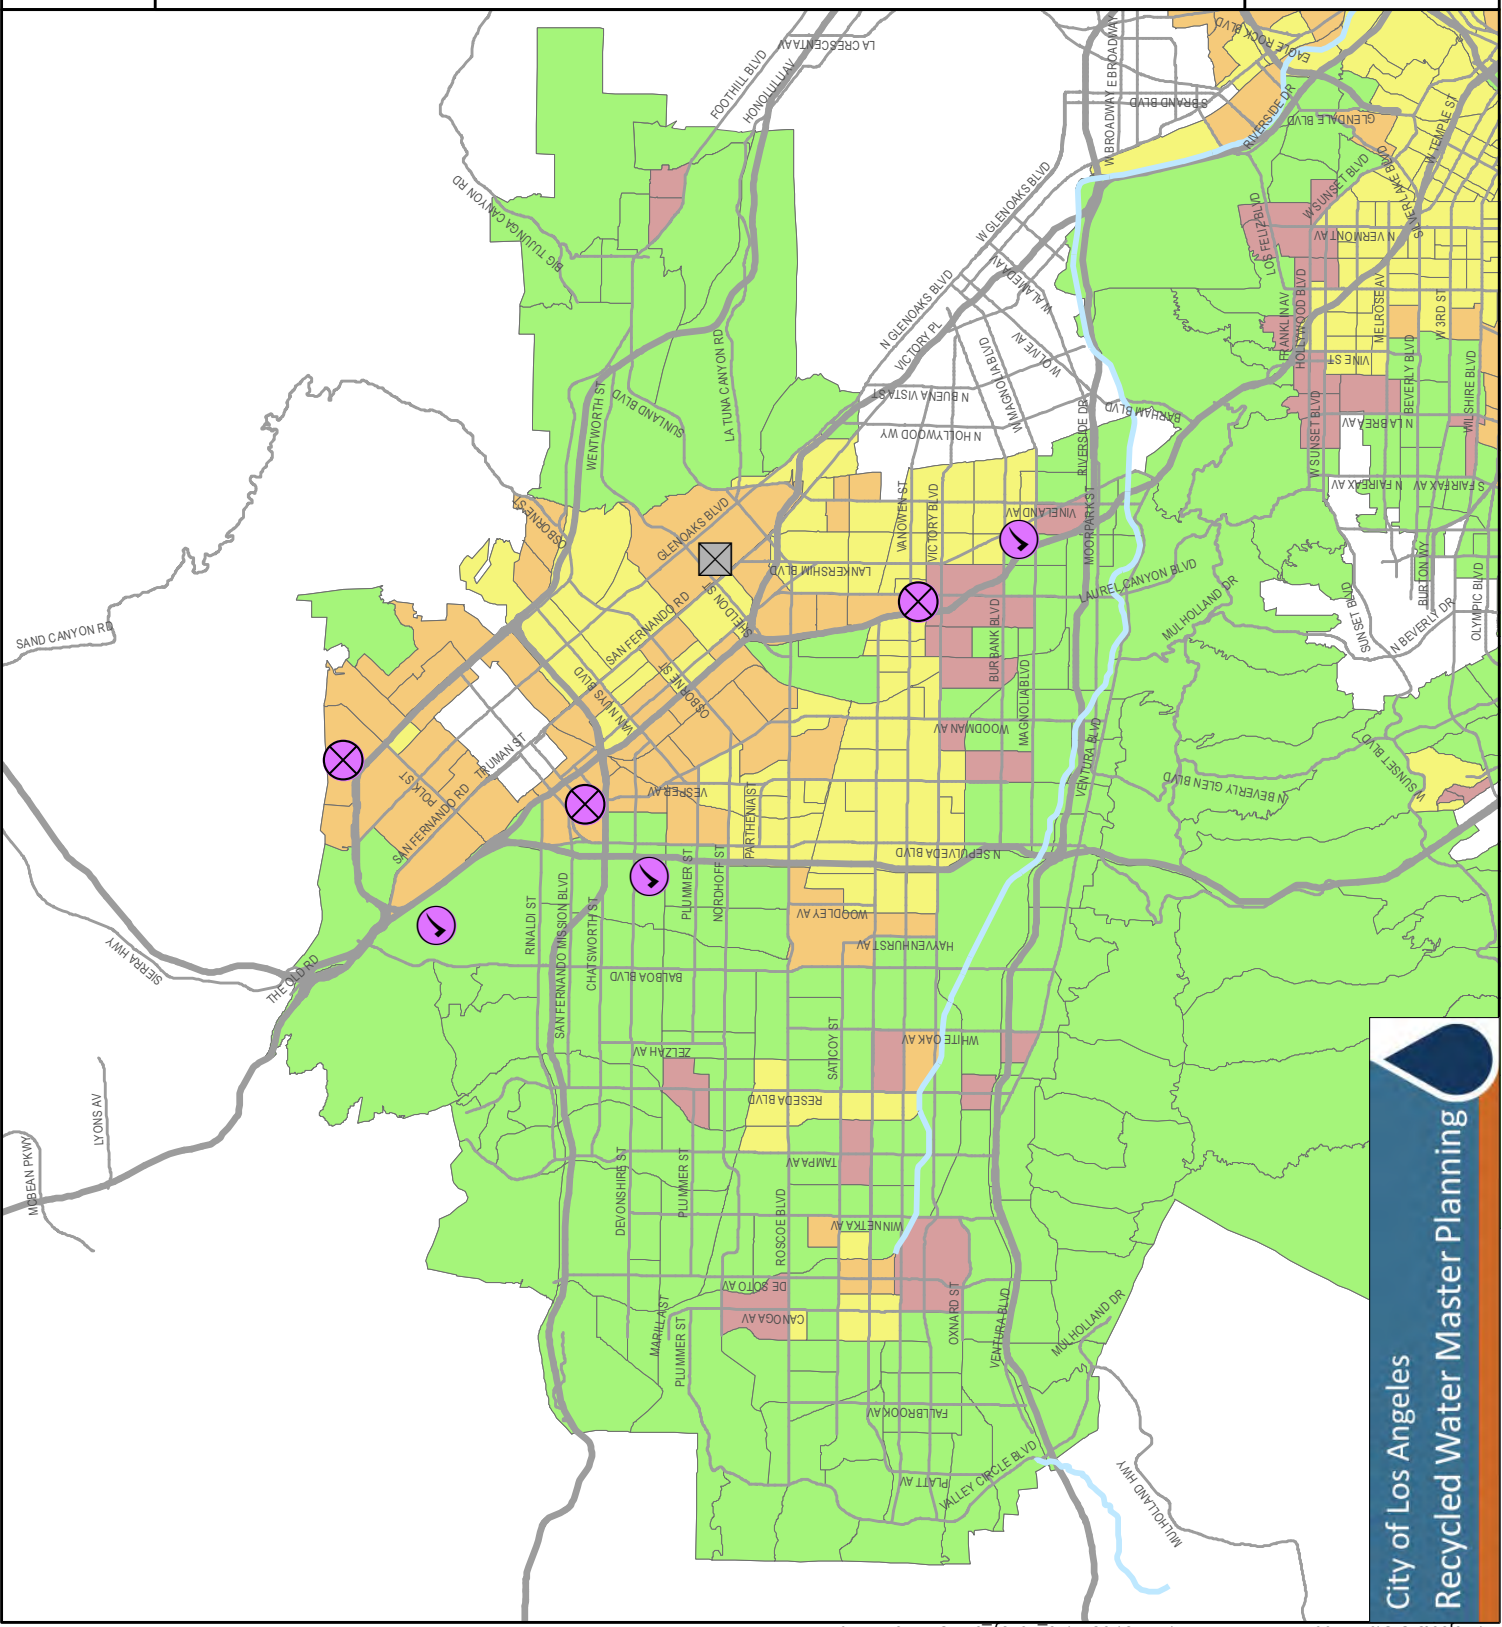 LA CRESCENTA AV
FOOTHILL BLVD
HONOLULU AV
W BROADWAY
E BROADWAY
EAGLE ROCK BLVD
S BRAND BLVD
RIVERSIDE DR
GLENDALE BLVD
W TEMPLE ST
BIG TUJUNGA CANYON RD
W GLENOAKS BLVD
W SUNSET BLVD
SILVER LAKE BLVD
LOS FELIZ BLVD
N VERMONT AV
W ALAMEDA AV
N GLENOAKS BLVD
VICTORY PL
W OLIVE AV
W MAGNOLIA BLVD
FRANKLIN AV
HOLLYWOOD BLVD
MELROSE AV
W 3RD ST
VINE ST
BEVERLY BLVD
WILSHIRE BLVD
LA TUNA CANYON RD
WENTWORTH ST
SUNLAND BLVD
N BUENA VISTA ST
N HOLLYWOOD WY
RIVERSIDE DR
BARHAM BLVD
W SUNSET BLVD
N LA BREA AV
N FAIRFAX AV
S FAIRFAX AV
OSBORNE ST
GLENOAKS BLVD
VANOWEN ST
VICTORY BLVD
VINELAND AV
MOORPARK ST
LANKERSHIM BLVD
LAUREL CANYON BLVD
MULHOLLAND DR
SUNSET BLVD
BURTON WY
N BEVERLY DR
OLYMPIC BLVD
SAND CANYON RD
SAN FERNANDO RD
SHELDON ST
BURBANK BLVD
OSBORNE ST
VAN NUYS BLVD
MAGNOLIA BLVD
WOODMAN AV
VENTURA BLVD
W SUNSET BLVD
N BEVERLY GLEN BLVD
TRUMAN ST
POLK ST
SAN FERNANDO RD
VESPER AV
PARTHENIA ST
N SEPULVEDA BLVD
PLUMMER ST
NORDHOFF ST
WOODLEY AV
HAYVENHURST AV
SIERRA HWY
THE OLD RD
RINALDI ST
SAN FERNANDO MISSION BLVD
CHATSWORTH ST
BALBOA BLVD
SATICOY ST
WHITE OAK AV
ZELZAH AV
RESEDA BLVD
LYONS AV
MCBEAN PKWY
DEVONSHIRE ST
PLUMMER ST
TAMPA AV
ROSCOE BLVD
WINNETKA AV
DE SOTO AV
CANOGA AV
MARILLA ST
PLUMMER ST
OXNARD ST
VENTURA BLVD
MULHOLLAND DR
FALLBROOK AV
PLATT AV
VALLEY CIRCLE BLVD
MULHOLLAND HWY
City of Los Angeles
Recycled Water Master Planning